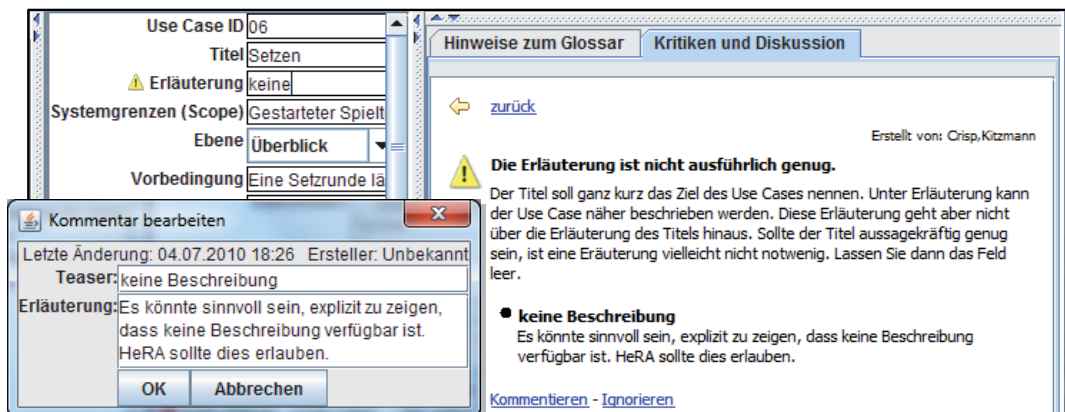 Use Case ID 06
Titel Setzen
Erläuterung keine
Systemgrenzen (Scope) Gestarteter Spielt
Ebene Überblick
Vorbedingung Eine Setzrunde lä
Kommentar bearbeiten
Letzte Änderung: 04.07.2010 18:26 Ersteller: Unbekannt
Teaser: keine Beschreibung
Erläuterung: Es könnte sinnvoll sein, explizit zu zeigen,
dass keine Beschreibung verfügbar ist.
HeRA sollte dies erlauben.
OK Abbrechen
Hinweise zum Glossar Kritiken und Diskussion
zurück
Erstellt von: Crisp,Kitzmann
Die Erläuterung ist nicht ausführlich genug.
Der Titel soll ganz kurz das Ziel des Use Cases nennen. Unter Erläuterung kann
der Use Case näher beschrieben werden. Diese Erläuterung geht aber nicht
über die Erläuterung des Titels hinaus. Sollte der Titel aussagekräftig genug
sein, ist eine Eräuterung vielleicht nicht notwenig. Lassen Sie dann das Feld
leer.
keine Beschreibung
Es könnte sinnvoll sein, explizit zu zeigen, dass keine Beschreibung
verfügbar ist. HeRA sollte dies erlauben.
Kommentieren - Ignorieren